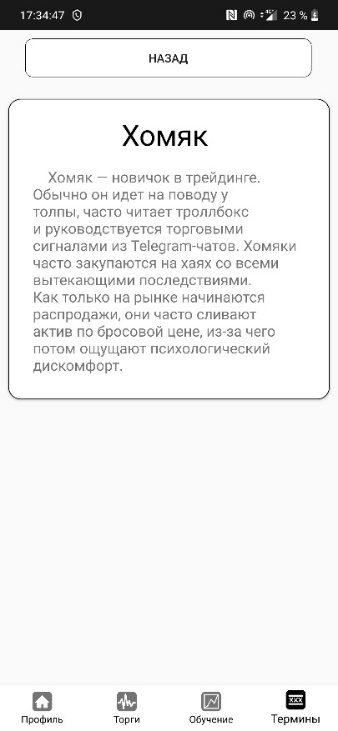 17:34:47 23 %
НАЗАД
Хомяк
Хомяк — новичок в трейдинге.
Обычно он идет на поводу у
толпы, часто читает троллбокс
и руководствуется торговыми
сигналами из Telegram-чатов. Хомяки
часто закупаются на хаях со всеми
вытекающими последствиями.
Как только на рынке начинаются
распродажи, они часто сливают
актив по бросовой цене, из-за чего
потом ощущают психологический
дискомфорт.
XXX
Профиль Торги Обучение Термины